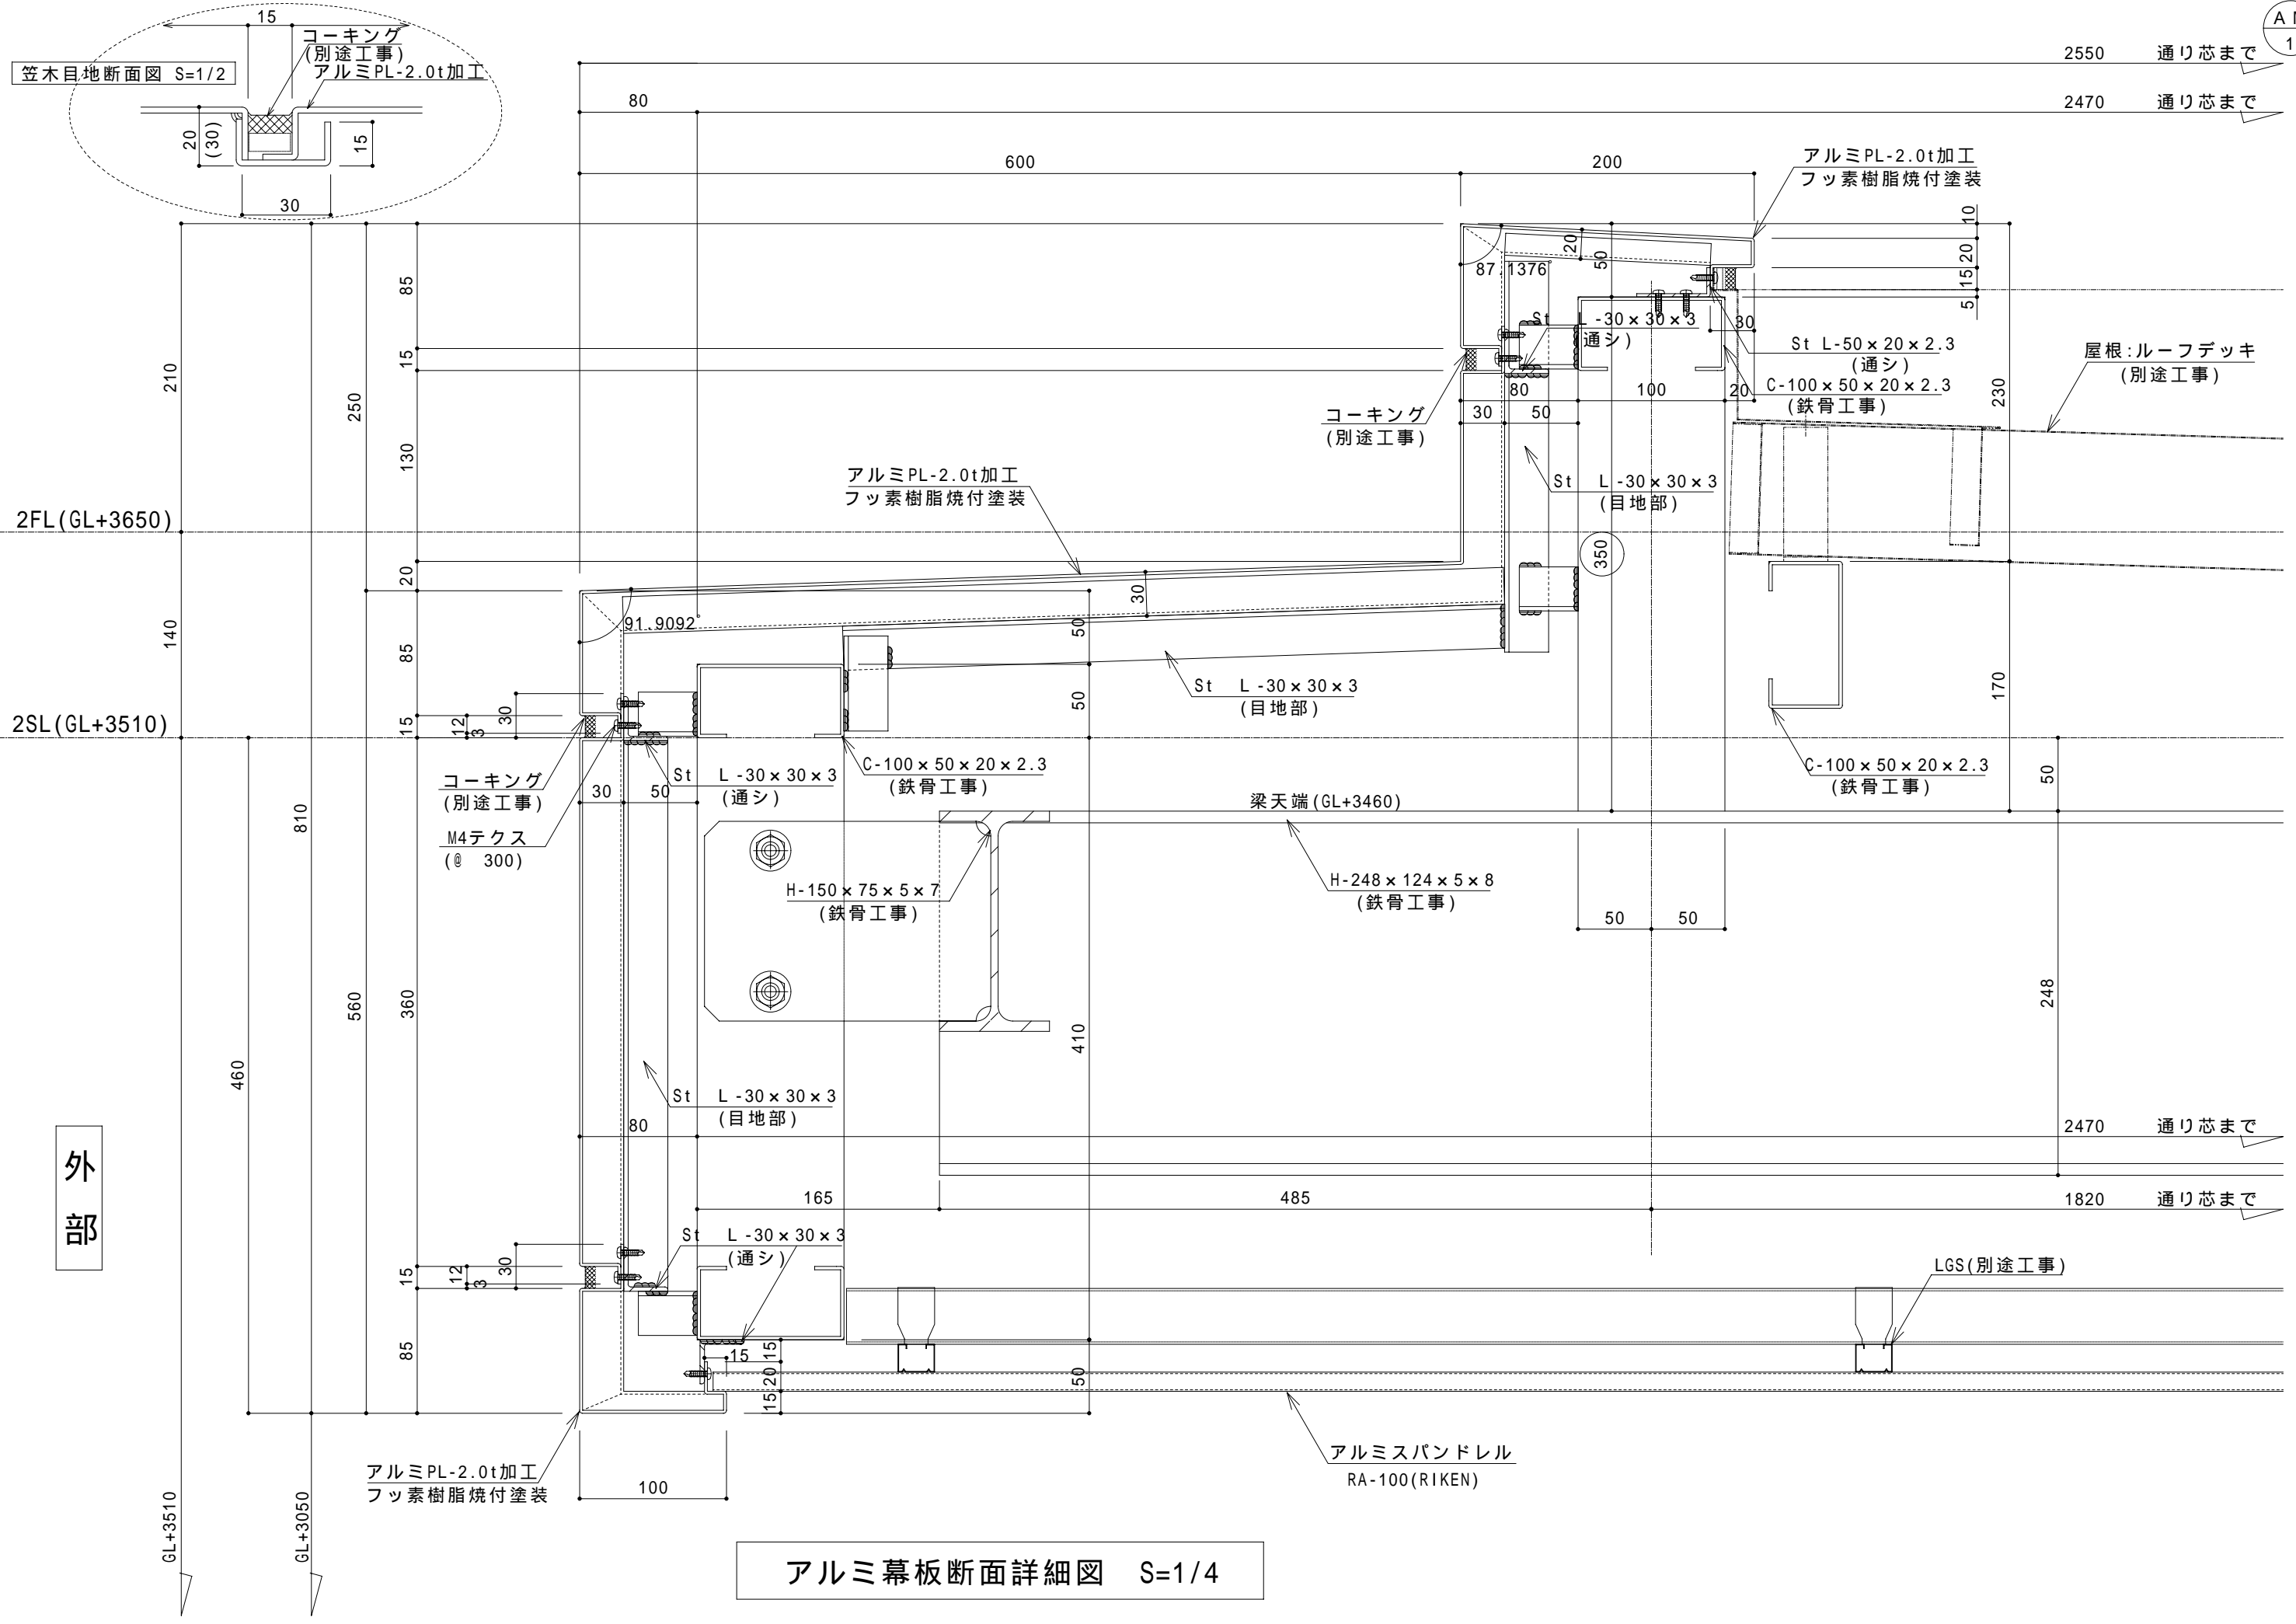 15
コーキング
(別途工事)
アルミPL-2.0t加工
笠木目地断面図 S=1/2
20
(30)
15
30
2550 通り芯まで
80
2470 通り芯まで
600
200
アルミPL-2.0t加工
フッ素樹脂焼付塗装
10
20
15
5
20
50
87.1376°
St L-30×30×3
(通シ)
30
St L-50×20×2.3
(通シ)
C-100×50×20×2.3
(鉄骨工事)
屋根:ルーフデッキ
(別途工事)
80
100
20
30
50
コーキング
(別途工事)
230
85
15
210
250
130
アルミPL-2.0t加工
フッ素樹脂焼付塗装
St L-30×30×3
(目地部)
2FL(GL+3650)
350
20
30
91.9092°
50
140
85
St L-30×30×3
(目地部)
50
170
2SL(GL+3510)
15
12
3
30
コーキング
(別途工事)
St L-30×30×3
(通シ)
C-100×50×20×2.3
(鉄骨工事)
C-100×50×20×2.3
(鉄骨工事)
50
30
50
梁天端(GL+3460)
M4テクス
(@ 300)
810
H-150×75×5×7
(鉄骨工事)
H-248×124×5×8
(鉄骨工事)
50
50
560
360
248
410
460
St L-30×30×3
(目地部)
80
2470 通り芯まで
外
部
165
485
1820 通り芯まで
St L-30×30×3
(通シ)
15
12
3
30
LGS(別途工事)
85
15
15
20
15
50
アルミPL-2.0t加工
フッ素樹脂焼付塗装
100
アルミスパンドレル
RA-100(RIKEN)
GL+3510
GL+3050
アルミ幕板断面詳細図 S=1/4